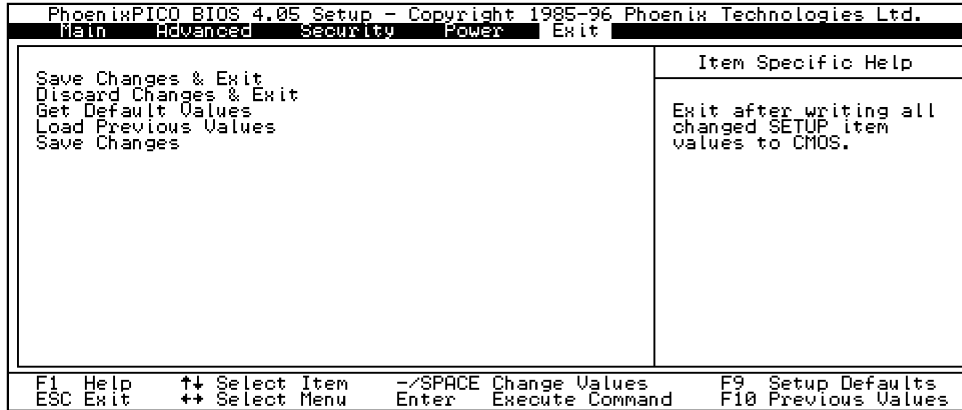 PhoenixPICO BIOS 4.05 Setup - Copyright 1985-96 Phoenix Technologies Ltd.
Main Advanced Security Power Exit
Save Changes & Exit
Discard Changes & Exit
Get Default Values
Load Previous Values
Save Changes
Item Specific Help
Exit after writing all
changed SETUP item
values to CMOS.
F1 Help ↑↓ Select Item -/SPACE Change Values F9 Setup Defaults
ESC Exit ←→ Select Menu Enter Execute Command F10 Previous Values